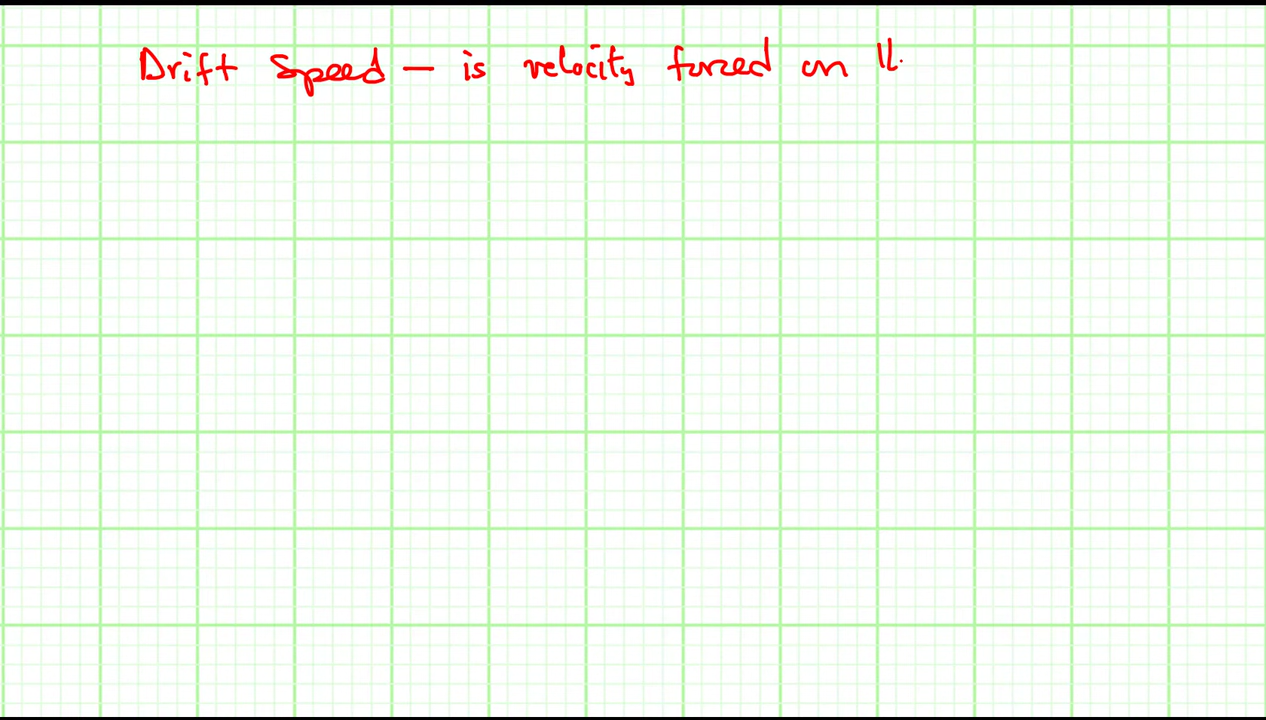 Drift Speed — is velocity forced on